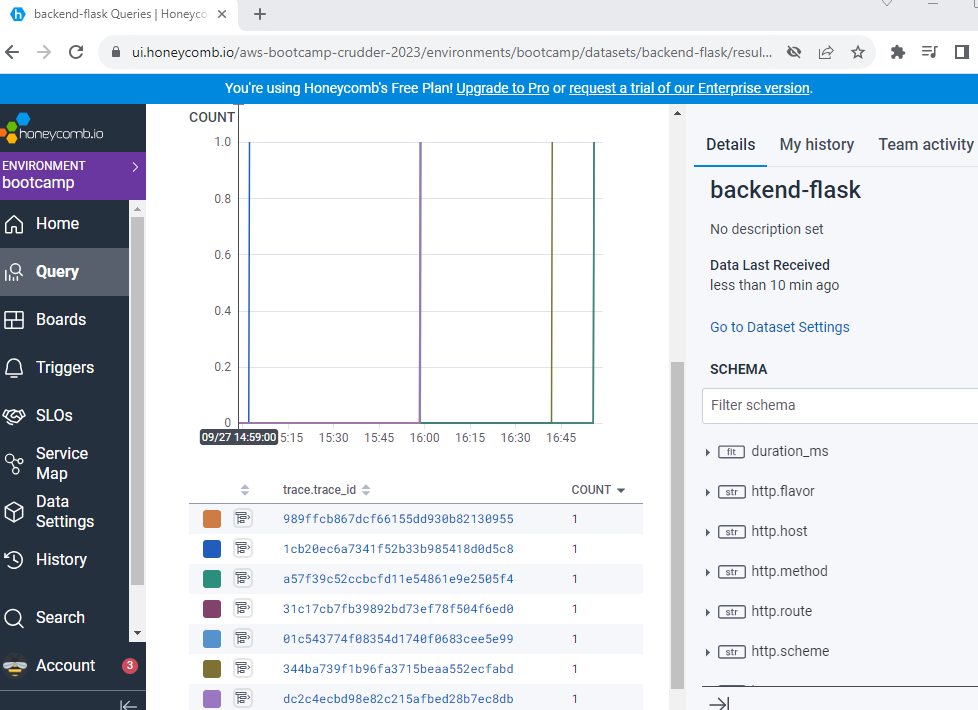 backend-flask Queries | Honeyco
ui.honeycomb.io/aws-bootcamp-crudder-2023/environments/bootcamp/datasets/backend-flask/resul...
You're using Honeycomb's Free Plan! Upgrade to Pro or request a trial of our Enterprise version.
honeycomb.io
ENVIRONMENT
bootcamp
Home
Query
Boards
Triggers
SLOs
Service
Map
Data
Settings
History
Search
Account
3
COUNT
1.0
0.8
0.6
0.4
0.2
0
09/27 14:59:00 5:15 15:30 15:45 16:00 16:15 16:30 16:45
trace.trace_id COUNT
989ffcb867dcf66155dd930b82130955 1
1cb20ec6a7341f52b33b985418d0d5c8 1
a57f39c52ccbcfd11e54861e9e2505f4 1
31c17cb7fb39892bd73ef78f504f6ed0 1
01c543774f08354d1740f0683cee5e99 1
344ba739f1b96fa3715beaa552ecfabd 1
dc2c4ecbd98e82c215afbed28b7ec8db 1
Details My history Team activity
backend-flask
No description set
Data Last Received
less than 10 min ago
Go to Dataset Settings
SCHEMA
Filter schema
flt duration_ms
str http.flavor
str http.host
str http.method
str http.route
str http.scheme